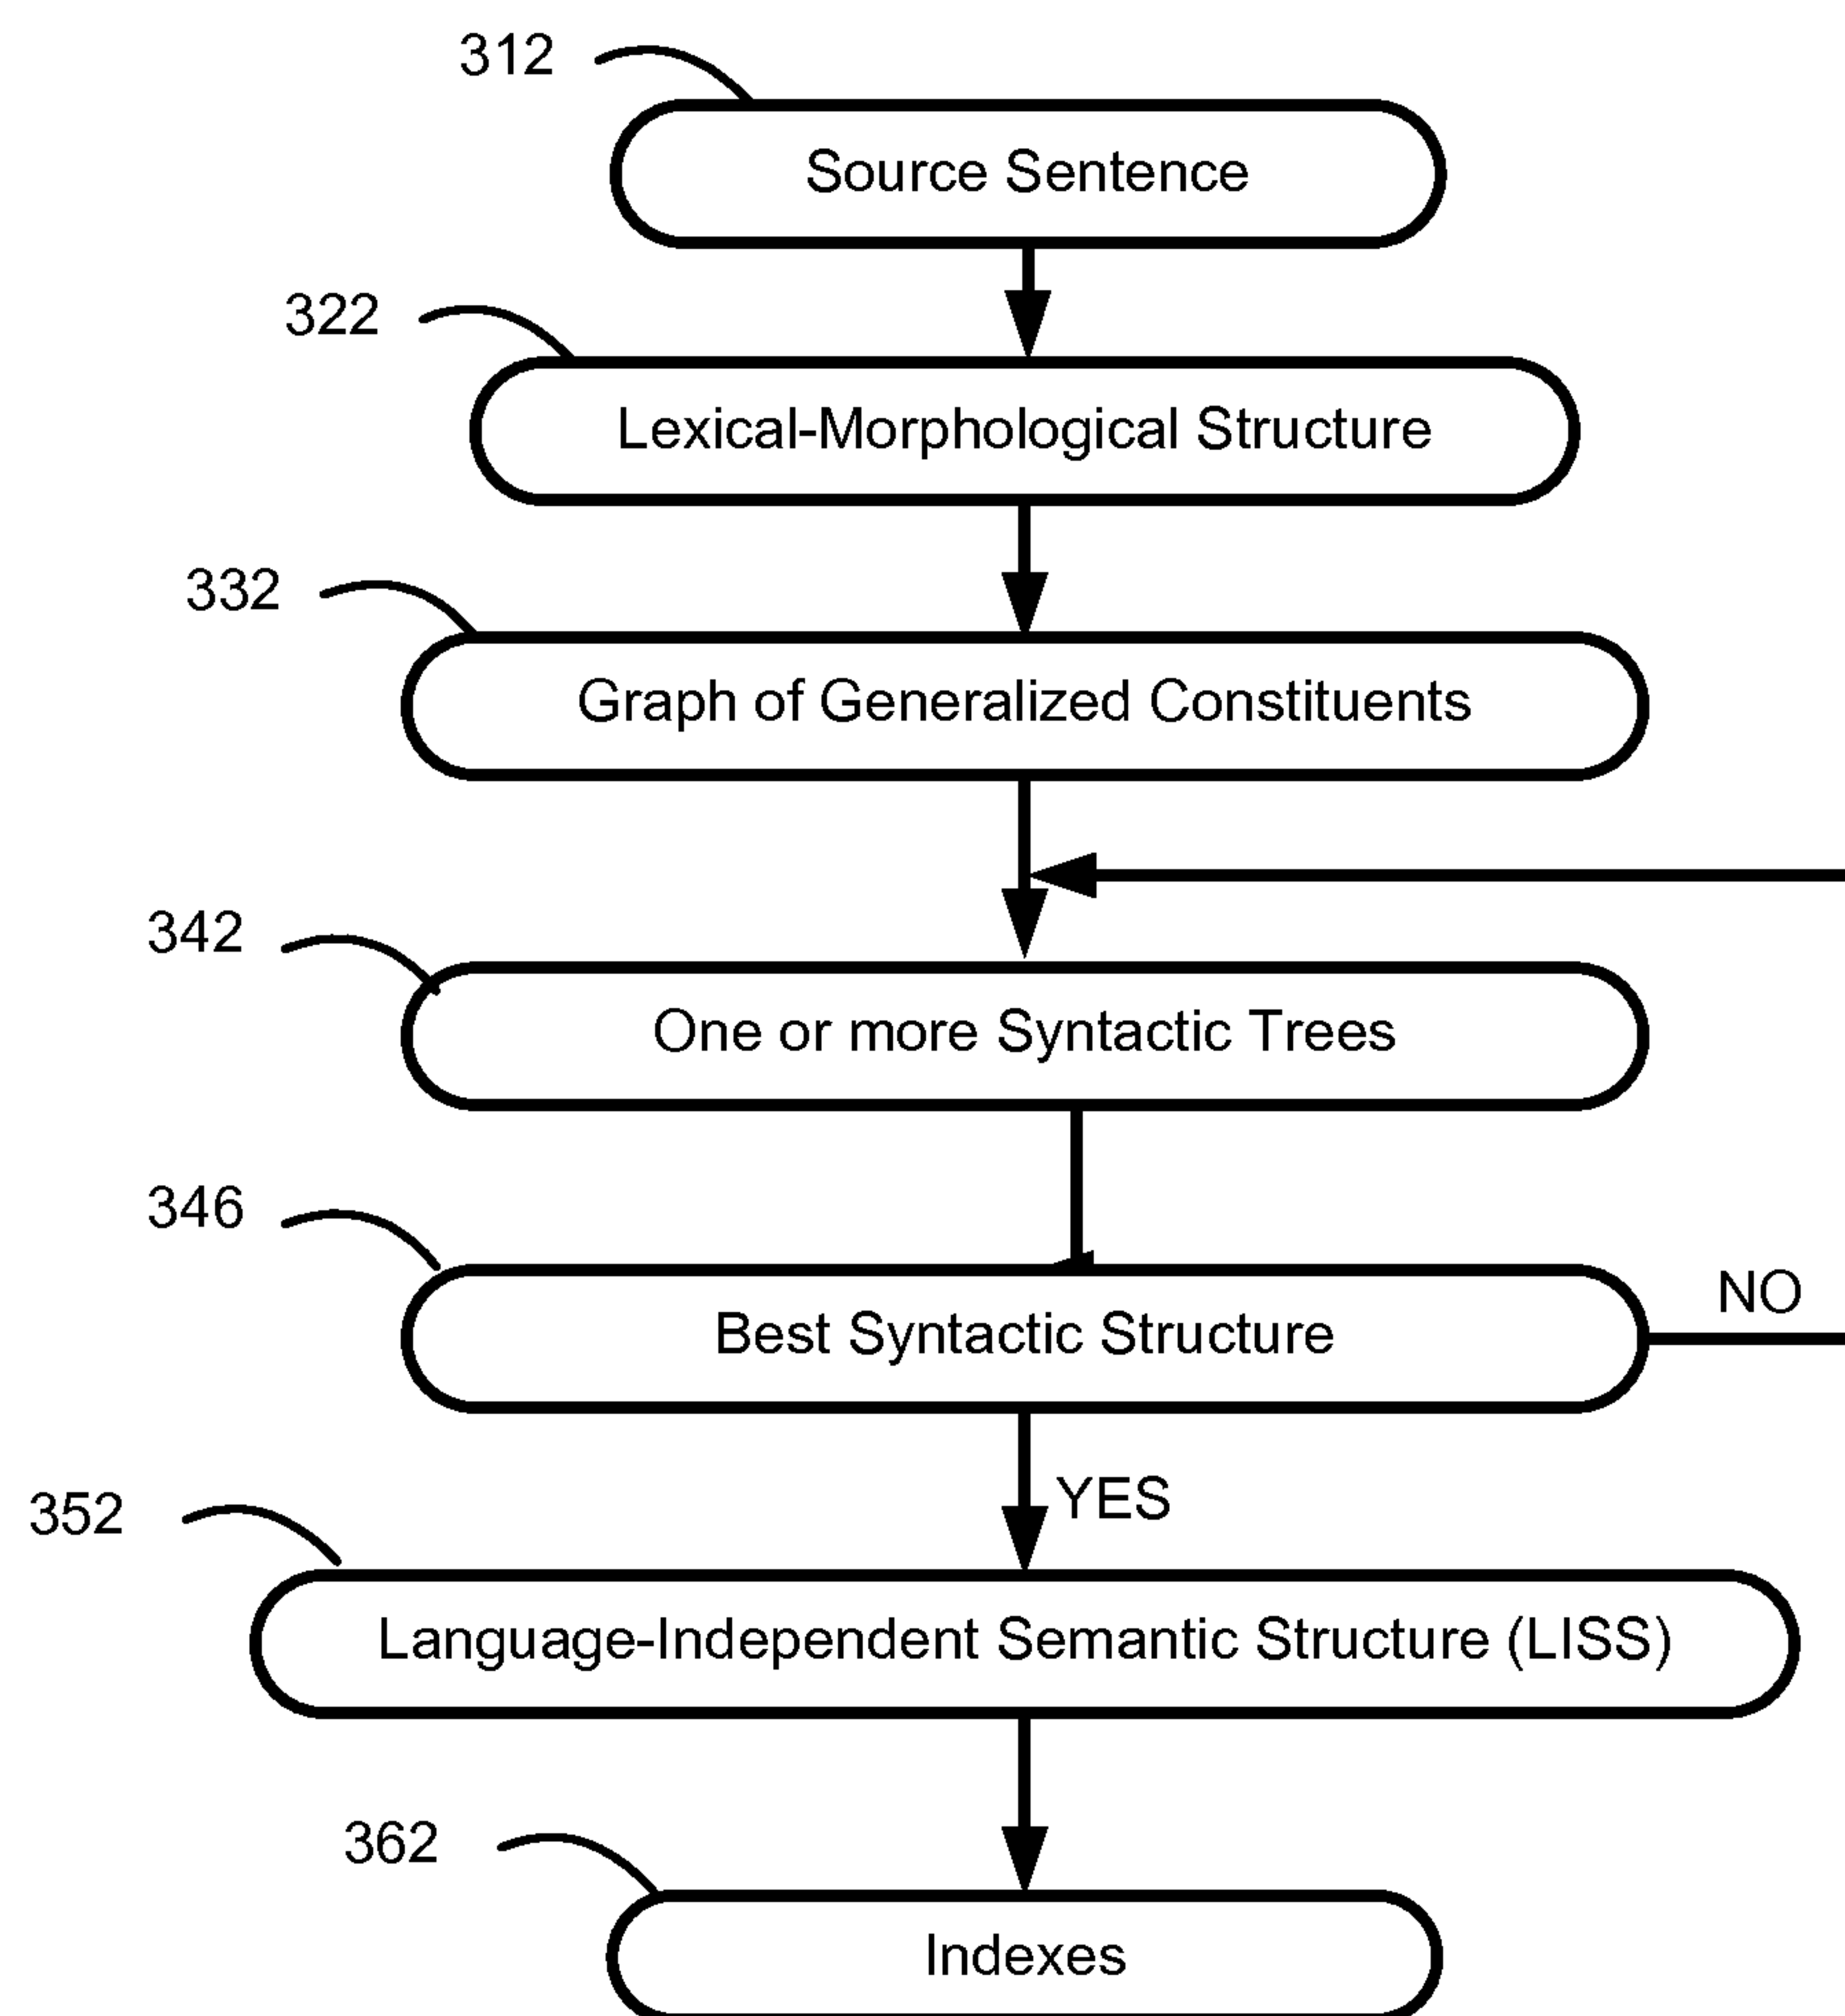 312
Source Sentence
322
Lexical-Morphological Structure
332
Graph of Generalized Constituents
342
One or more Syntactic Trees
346
Best Syntactic Structure
NO
YES
352
Language-Independent Semantic Structure (LISS)
362
Indexes